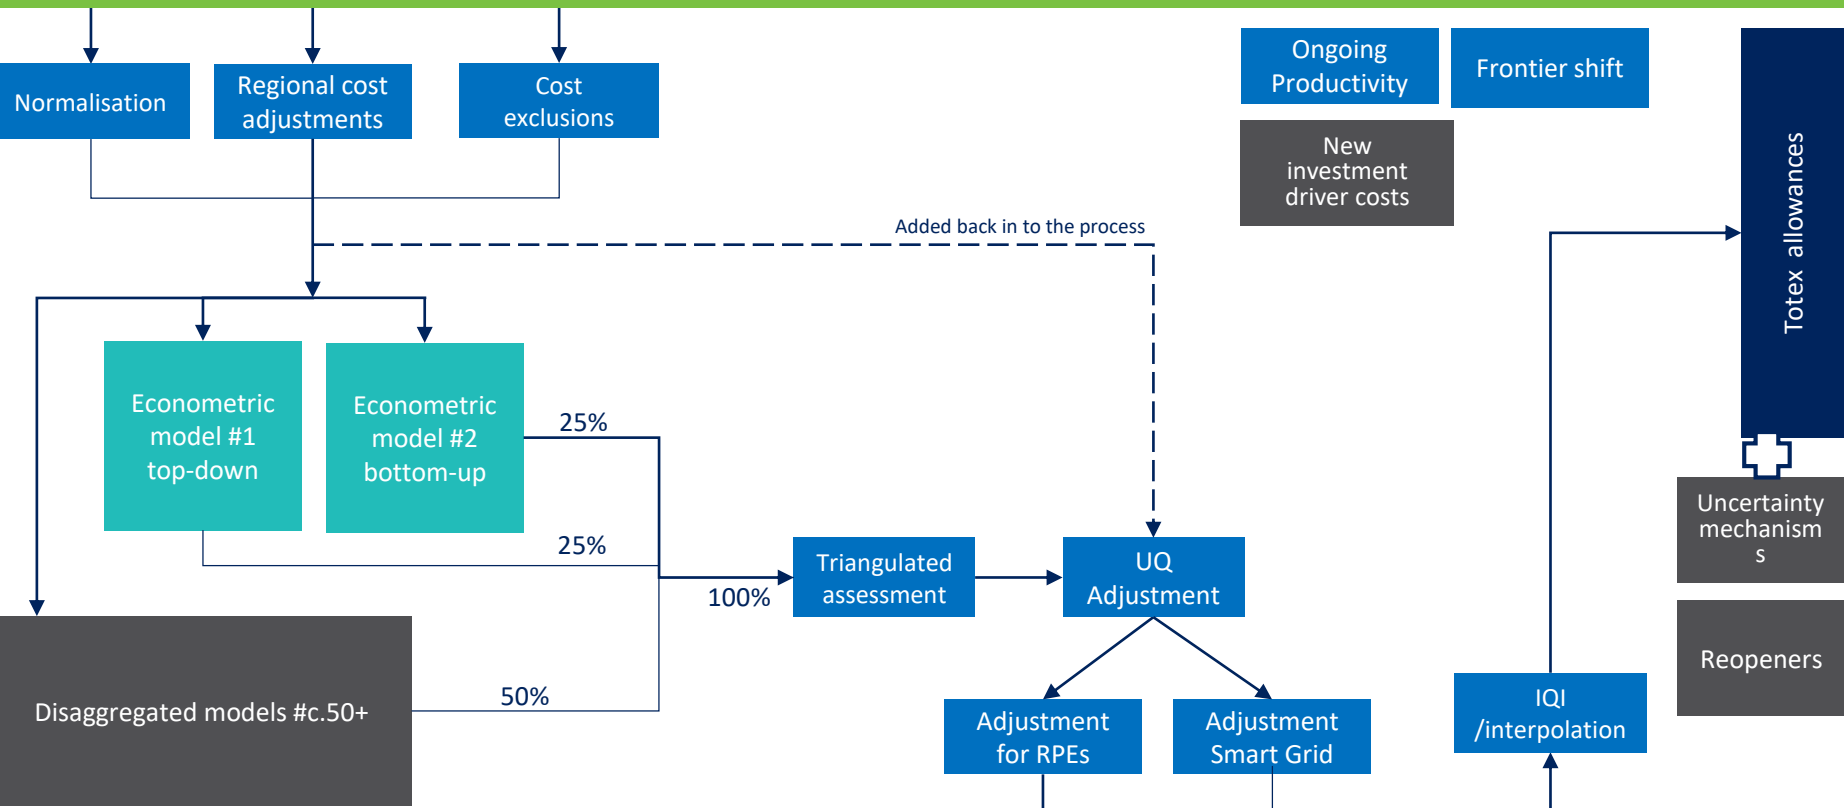 Normalisation
Regional cost
adjustments
Cost
exclusions
Ongoing
Productivity
Frontier shift
New
investment
driver costs
Totex allowances
Added back in to the process
Econometric
model #1
top-down
Econometric
model #2
bottom-up
25%
25%
100%
50%
Triangulated
assessment
UQ
Adjustment
Uncertainty
mechanism
s
Reopeners
Disaggregated models #c.50+
Adjustment
for RPEs
Adjustment
Smart Grid
IQI
/interpolation